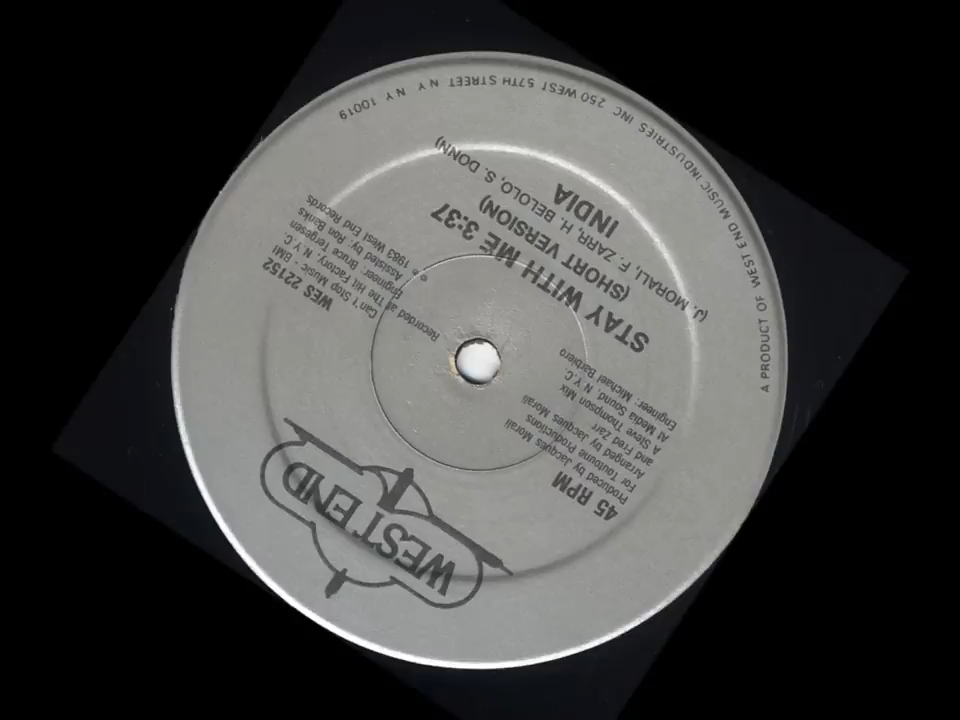 WEST END
45 RPM
WES 22152
Produced by Jacques Morali
For Touloune Productions
Arranged by Jacques Morali
and Fred Zarr
A Steve Thompson Mix
At Media Sound, N.Y.C.
Engineer: Michael Barbiero
Can't Stop Music - BMI
Recorded at The Hit Factory, N.Y.C.
Engineer: Bruce Tergesen
Assisted by: Ron Banks
℗ 1983 West End Records
STAY WITH ME 3:37
(SHORT VERSION)
(J. MORALI, F. ZARR, H. BELOLO, S. DONN)
INDIA
A PRODUCT OF WEST END MUSIC INDUSTRIES INC 250 WEST 57TH STREET N Y N Y 10019